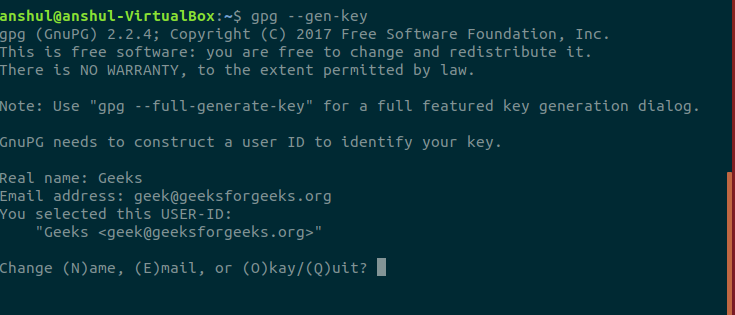 anshul@anshul-VirtualBox:~$ gpg --gen-key
gpg (GnuPG) 2.2.4; Copyright (C) 2017 Free Software Foundation, Inc.
This is free software: you are free to change and redistribute it.
There is NO WARRANTY, to the extent permitted by law.
Note: Use "gpg --full-generate-key" for a full featured key generation dialog.
GnuPG needs to construct a user ID to identify your key.
Real name: Geeks
Email address: geek@geeksforgeeks.org
You selected this USER-ID:
    "Geeks <geek@geeksforgeeks.org>"
Change (N)ame, (E)mail, or (O)kay/(Q)uit?